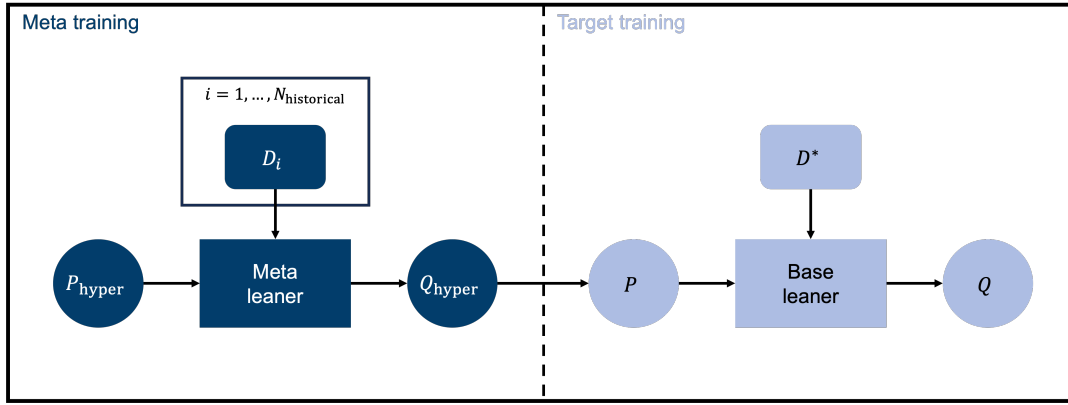 Meta training
Target training
i = 1, ..., N_historical
D_i
D*
P_hyper
Meta
leaner
Q_hyper
P
Base
leaner
Q